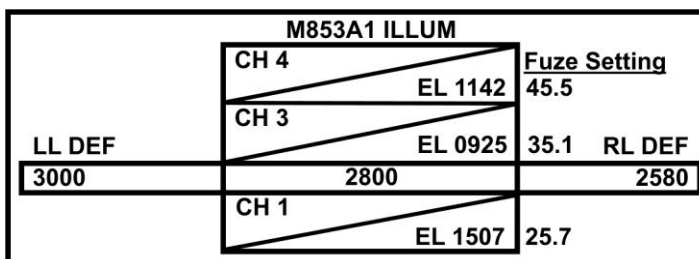 M853A1 ILLUM
CH 4
Fuze Setting
EL 1142 45.5
CH 3
LL DEF EL 0925 35.1 RL DEF
3000 2800 2580
CH 1
EL 1507 25.7